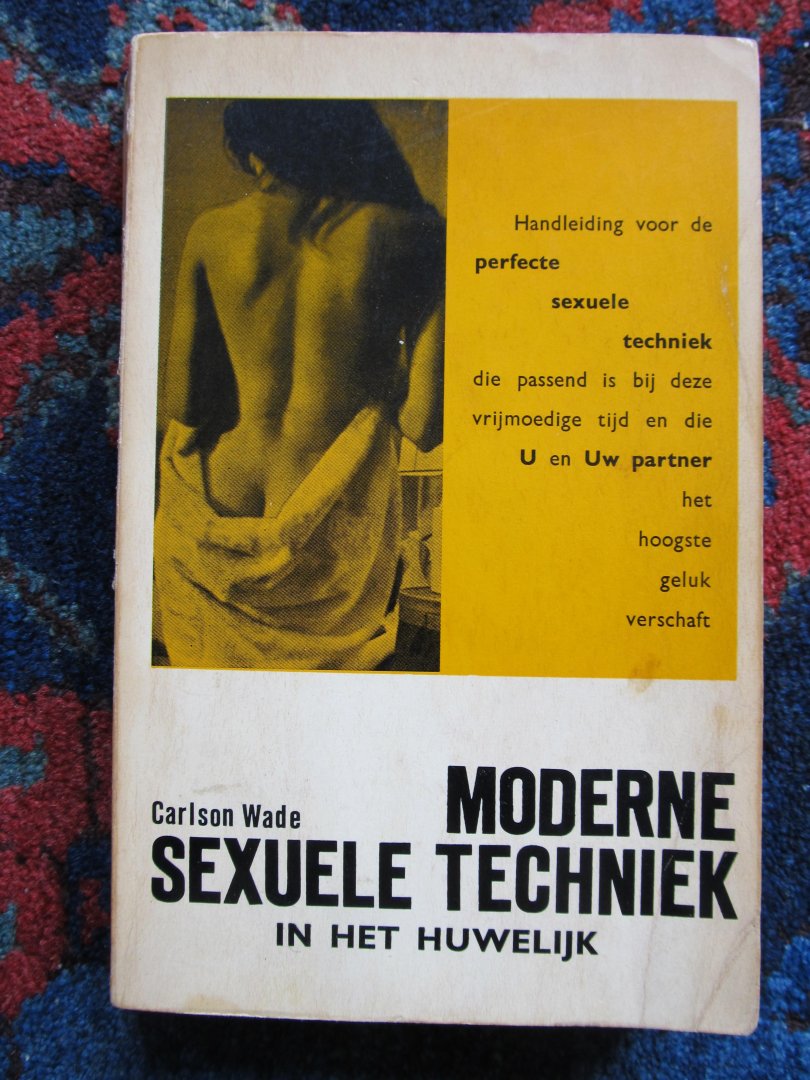 Handleiding voor de
perfecte
sexuele
techniek
die passend is bij deze
vrijmoedige tijd en die
U en Uw partner
het
hoogste
geluk
verschaft
Carlson Wade
MODERNE
SEXUELE TECHNIEK
IN HET HUWELIJK